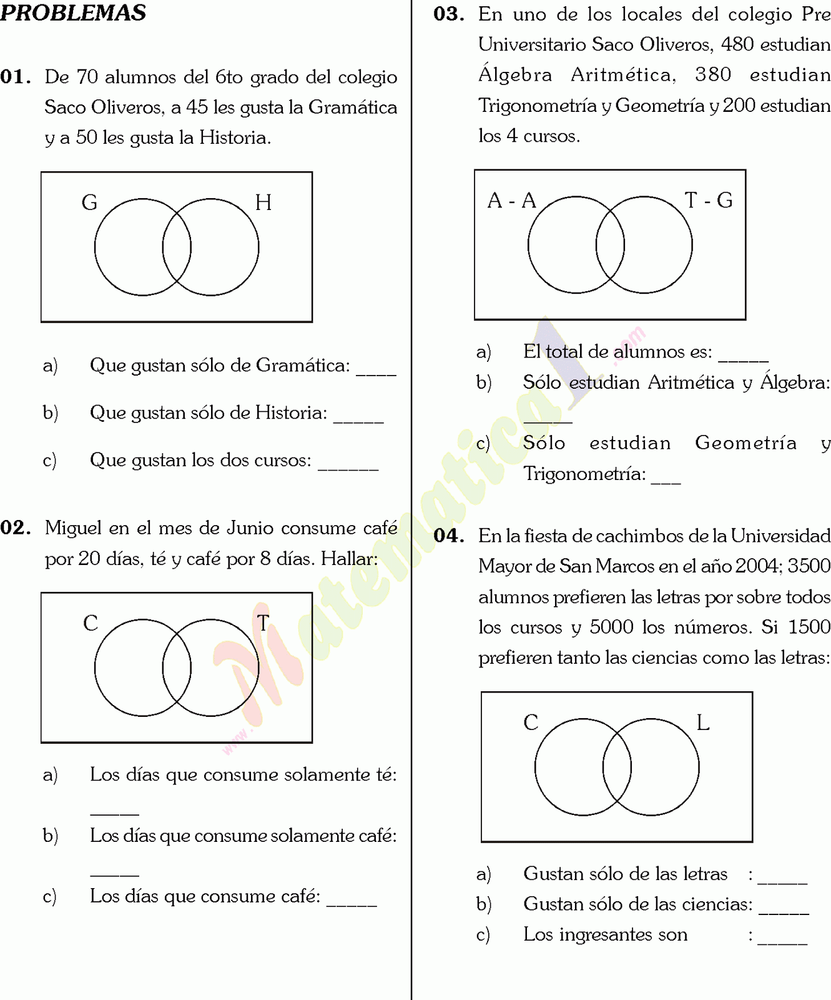 PROBLEMAS
01. De 70 alumnos del 6to grado del colegio
Saco Oliveros, a 45 les gusta la Gramática
y a 50 les gusta la Historia.
G H
a) Que gustan sólo de Gramática: ____
b) Que gustan sólo de Historia: _____
c) Que gustan los dos cursos: ______
02. Miguel en el mes de Junio consume café
por 20 días, té y café por 8 días. Hallar:
C T
a) Los días que consume solamente té:
_____
b) Los días que consume solamente café:
_____
c) Los días que consume café: _____
03. En uno de los locales del colegio Pre
Universitario Saco Oliveros, 480 estudian
Álgebra Aritmética, 380 estudian
Trigonometría y Geometría y 200 estudian
los 4 cursos.
A - A T - G
a) El total de alumnos es: _____
b) Sólo estudian Aritmética y Álgebra:
_____
c) Sólo estudian Geometría y
Trigonometría: ___
04. En la fiesta de cachimbos de la Universidad
Mayor de San Marcos en el año 2004; 3500
alumnos prefieren las letras por sobre todos
los cursos y 5000 los números. Si 1500
prefieren tanto las ciencias como las letras:
C L
a) Gustan sólo de las letras : _____
b) Gustan sólo de las ciencias: _____
c) Los ingresantes son : _____
www.Matematica1.com